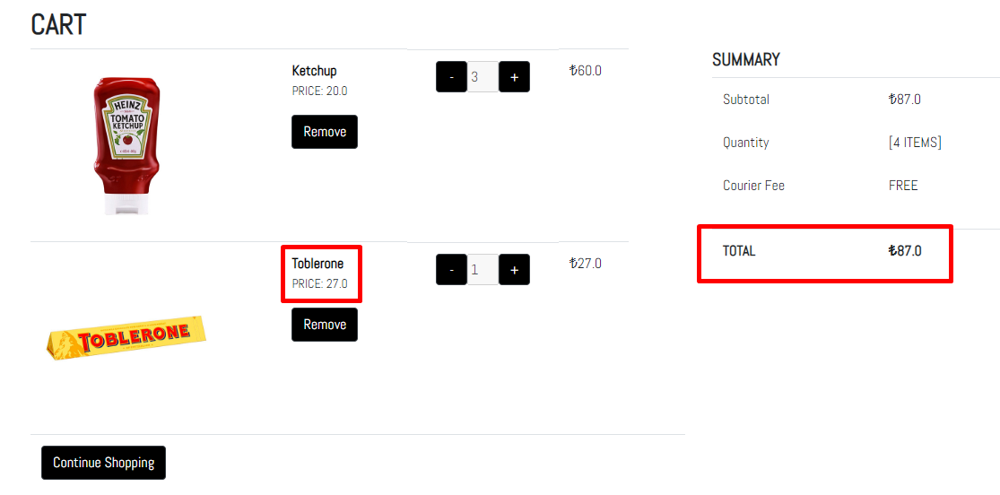 CART
Ketchup
PRICE: 20.0
Remove
- 3 +
₺60.0
HEINZ
TOMATO
KETCHUP
Toblerone
PRICE: 27.0
Remove
- 1 +
₺27.0
TOBLERONE
Continue Shopping
SUMMARY
Subtotal ₺87.0
Quantity [4 ITEMS]
Courier Fee FREE
TOTAL ₺87.0